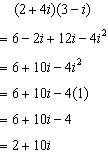 (2 + 4i)(3 − i)
= 6 − 2i + 12i − 4i²
= 6 + 10i − 4i²
= 6 + 10i − 4(1)
= 6 + 10i − 4
= 2 + 10i